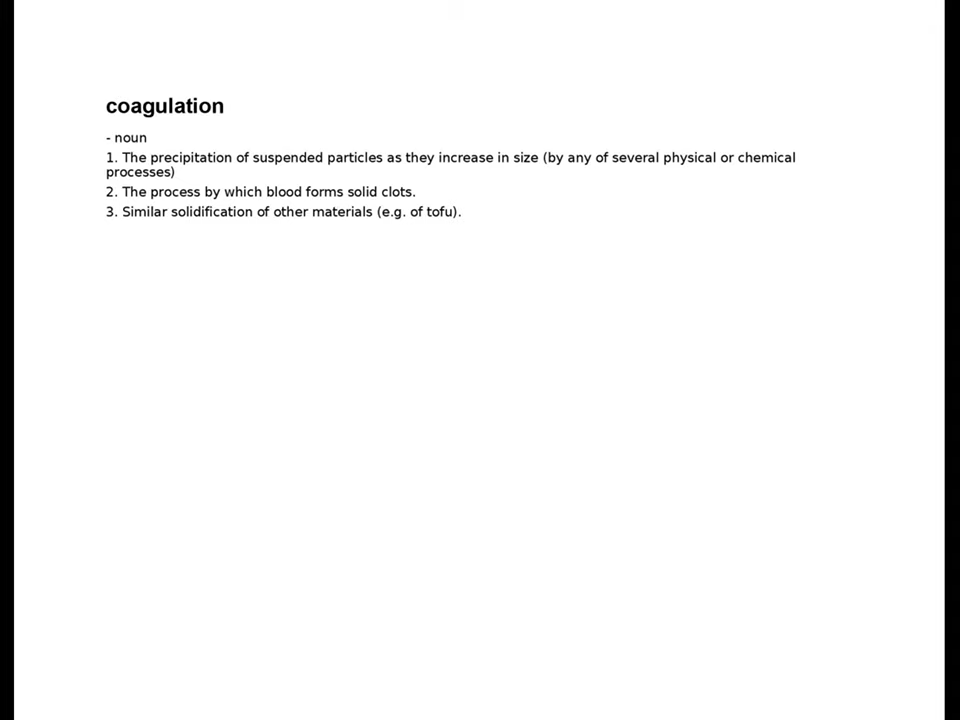 coagulation
- noun
1. The precipitation of suspended particles as they increase in size (by any of several physical or chemical
processes)
2. The process by which blood forms solid clots.
3. Similar solidification of other materials (e.g. of tofu).